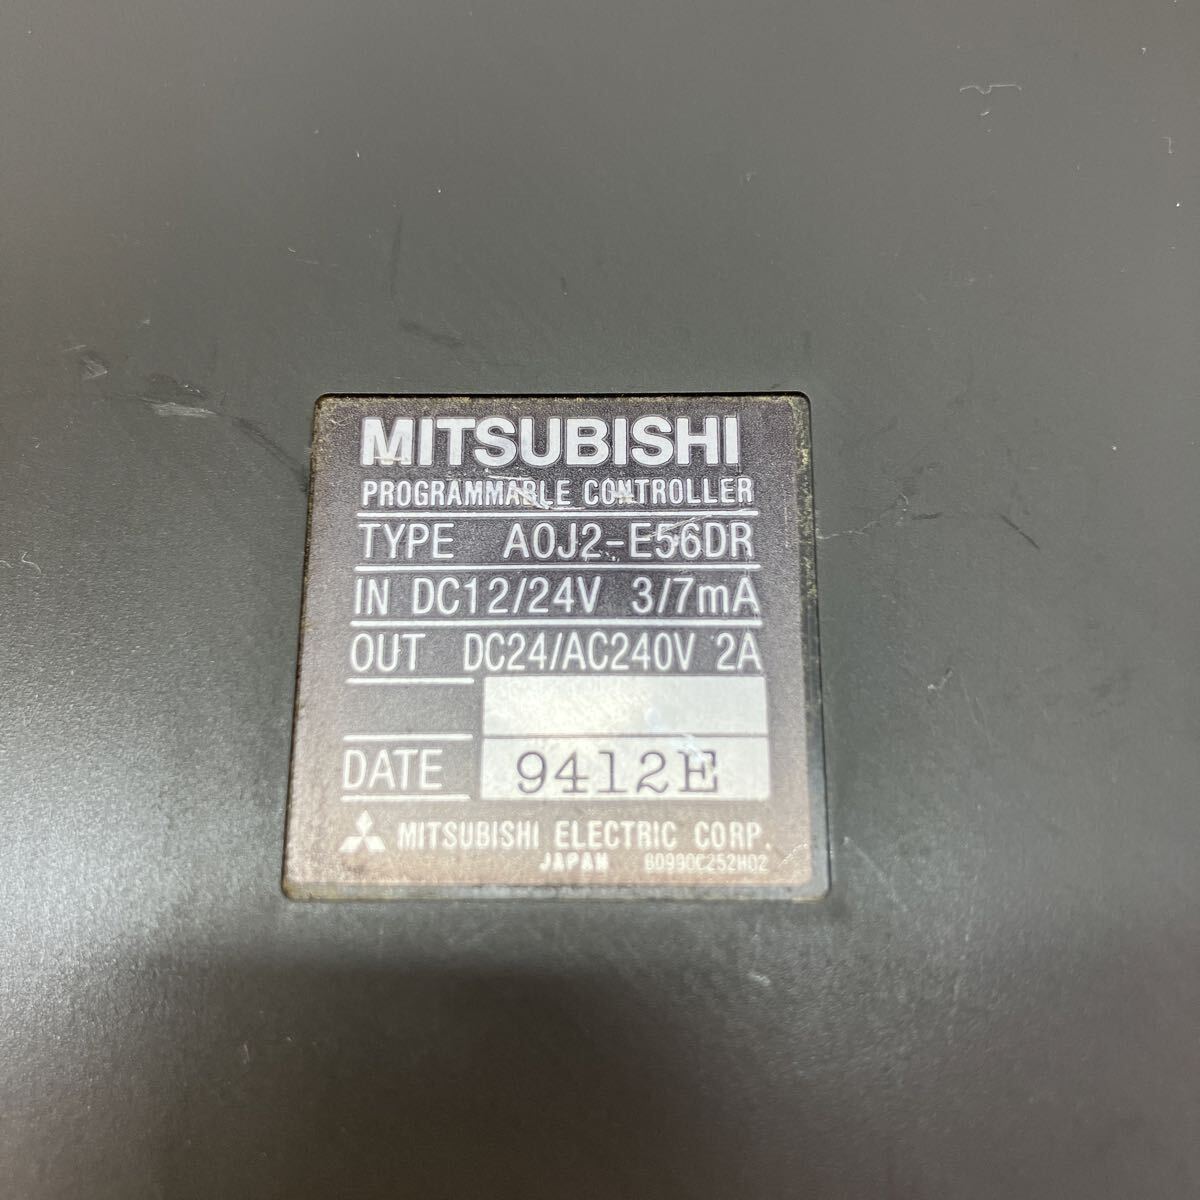 MITSUBISHI
PROGRAMMABLE CONTROLLER
TYPE A0J2-E56DR
IN DC12/24V 3/7mA
OUT DC24/AC240V 2A
DATE 9412E
MITSUBISHI ELECTRIC CORP.
JAPAN BD990C252H02